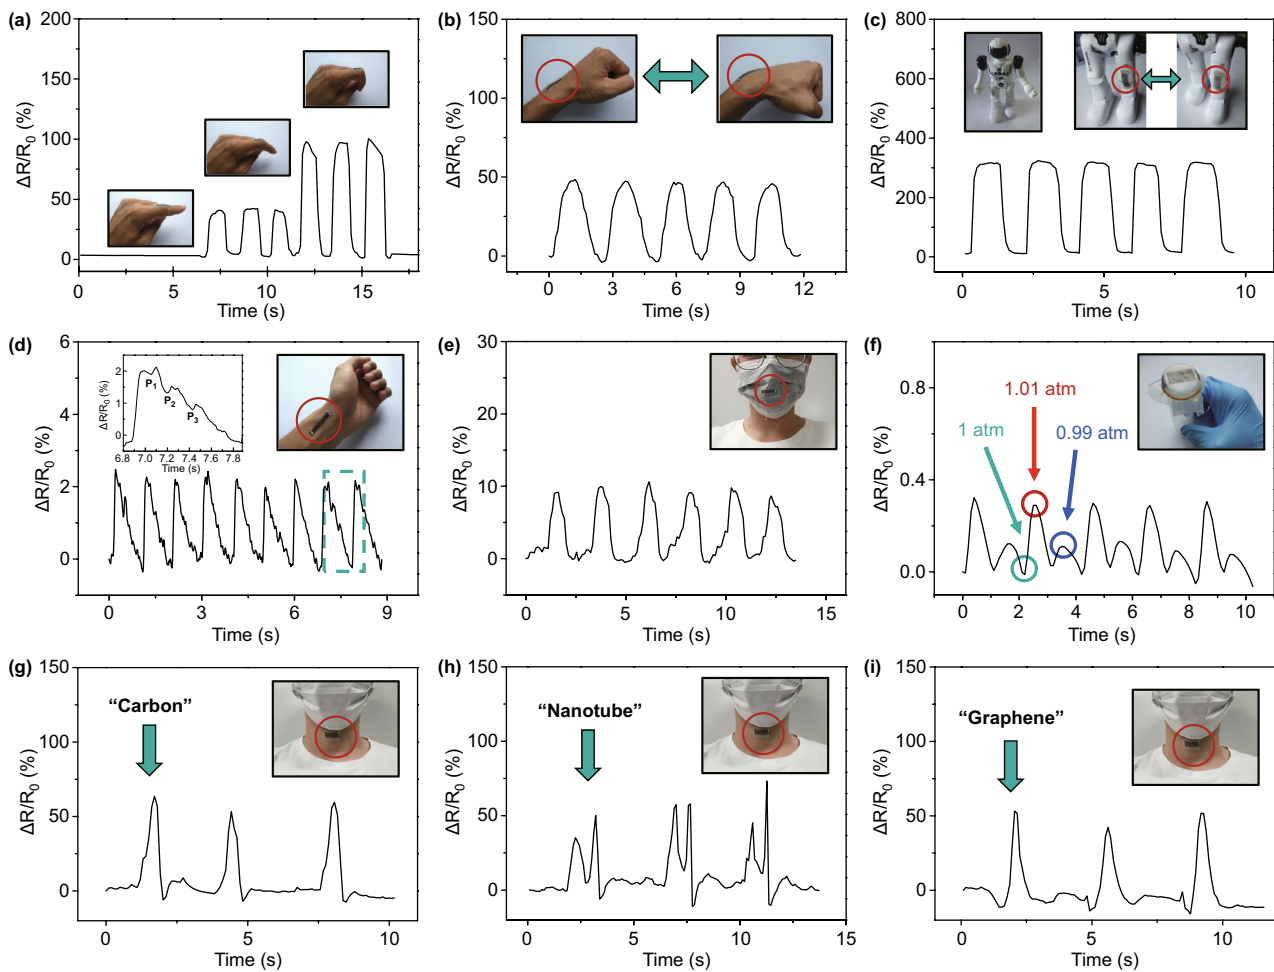 (a)
200
150
100
50
0
ΔR/R0 (%)
0
5
10
15
Time (s)
(b)
150
100
50
0
ΔR/R0 (%)
0
3
6
9
12
Time (s)
(c)
800
600
400
300
0
ΔR/R0 (%)
0
5
10
Time (s)
(d)
6
4
2
0
ΔR/R0 (%)
0
3
6
9
Time (s)
2
1
0
ΔR/R0 (%)
P1
P2
P3
6.8
7.0
7.2
7.4
7.6
7.8
Time (s)
(e)
30
20
10
0
ΔR/R0 (%)
0
5
10
15
Time (s)
(f)
0.8
0.4
0.0
ΔR/R0 (%)
1.01 atm
1 atm
0.99 atm
0
2
4
6
8
10
Time (s)
(g)
150
100
50
0
ΔR/R0 (%)
“Carbon”
0
5
10
Time (s)
(h)
150
100
50
0
ΔR/R0 (%)
“Nanotube”
0
5
10
15
Time (s)
(i)
150
100
50
0
ΔR/R0 (%)
“Graphene”
0
5
10
Time (s)